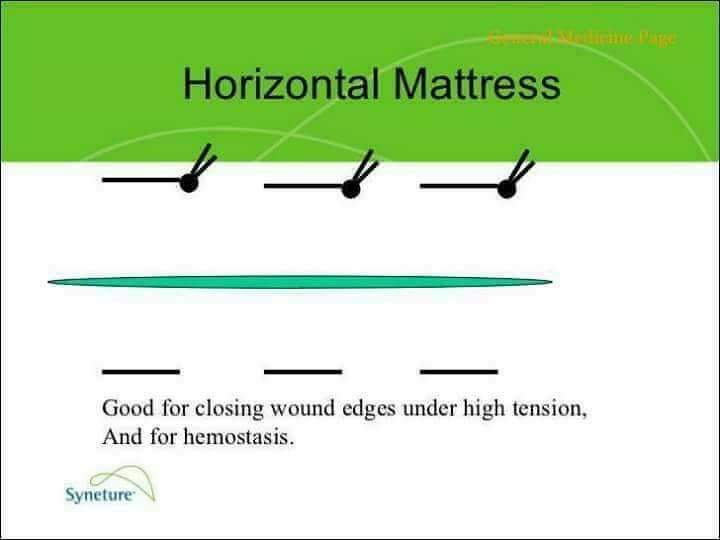 General Medicine Page
Horizontal Mattress
Good for closing wound edges under high tension,
And for hemostasis.
Syneture